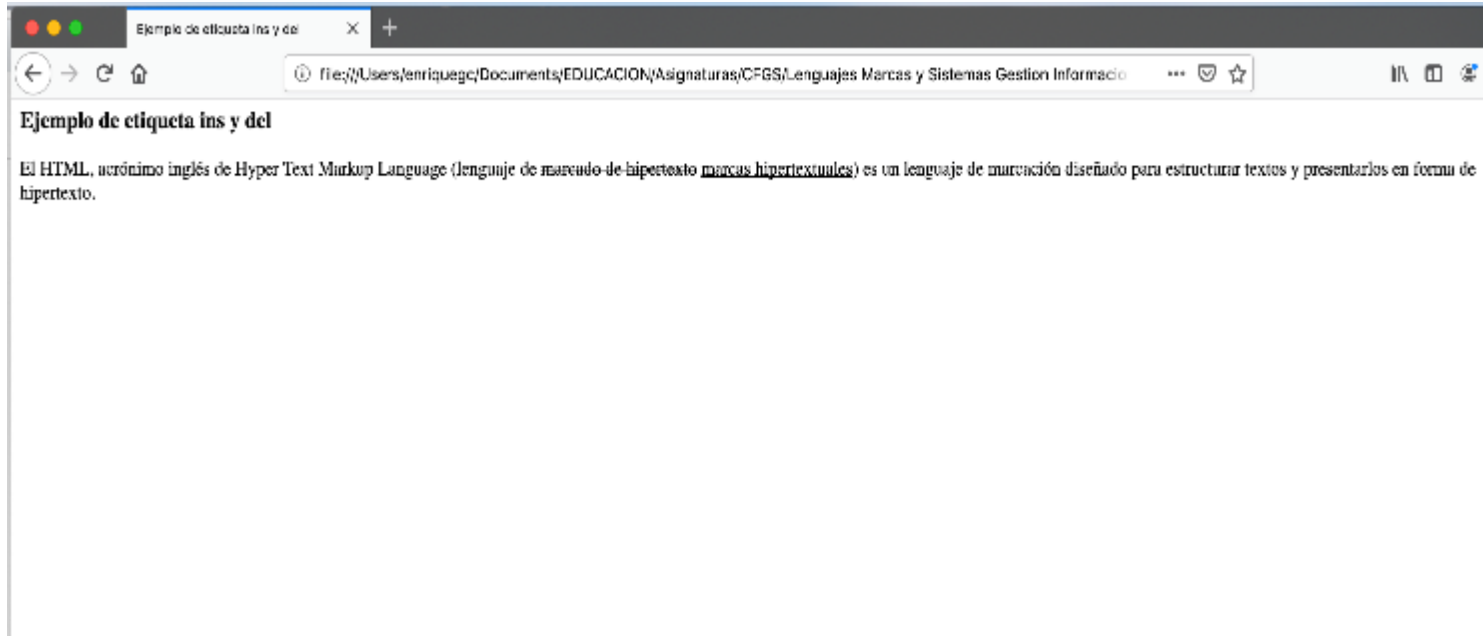 Ejemplo de etiqueta ins y del
file:///Users/enriquegc/Documents/EDUCACION/Asignaturas/CFGS/Lenguajes Marcas y Sistemas Gestion Informacio
Ejemplo de etiqueta ins y del
El HTML, acrónimo inglés de Hyper Text Markup Language (lenguaje de marcado de hipertexto marcas hipertextuales) es un lenguaje de marcación diseñado para estructurar textos y presentarlos en forma de
hipertexto.